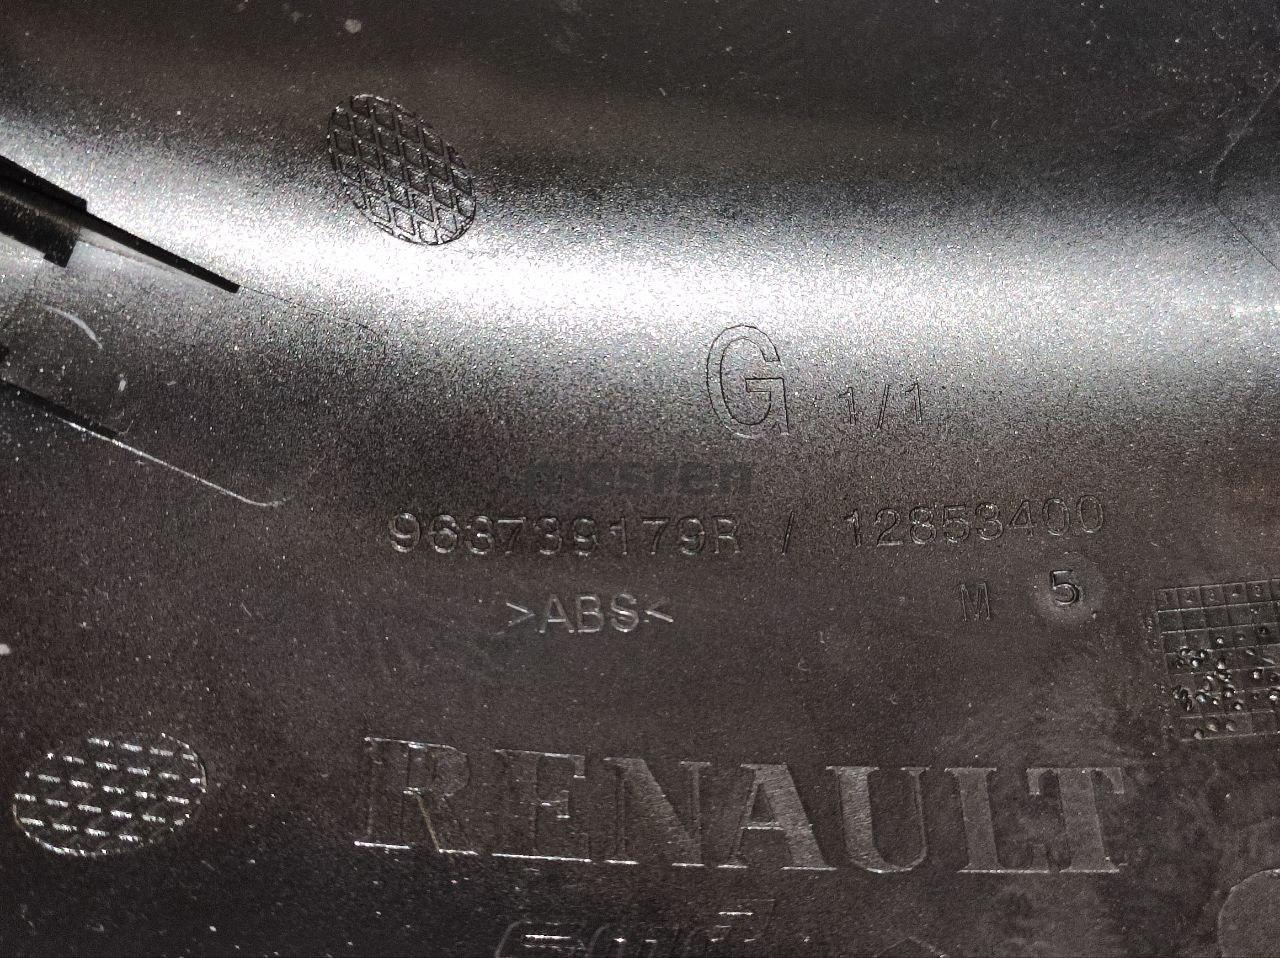 G 1/1
963739179R / 12853400
>ABS<
M 5
RENAULT